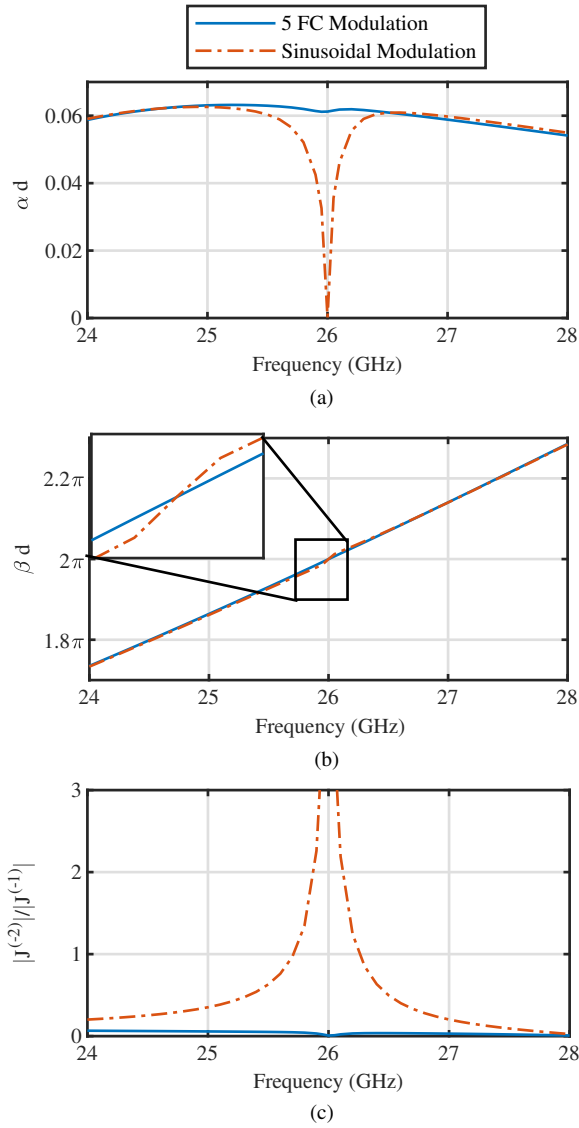 5 FC Modulation
Sinusoidal Modulation
0.06
0.04
0.02
0
α d
24 25 26 27 28
Frequency (GHz)
(a)
2.2π
2π
1.8π
β d
24 25 26 27 28
Frequency (GHz)
(b)
3
2
1
0
|J^(-2)|/|J^(-1)|
24 25 26 27 28
Frequency (GHz)
(c)